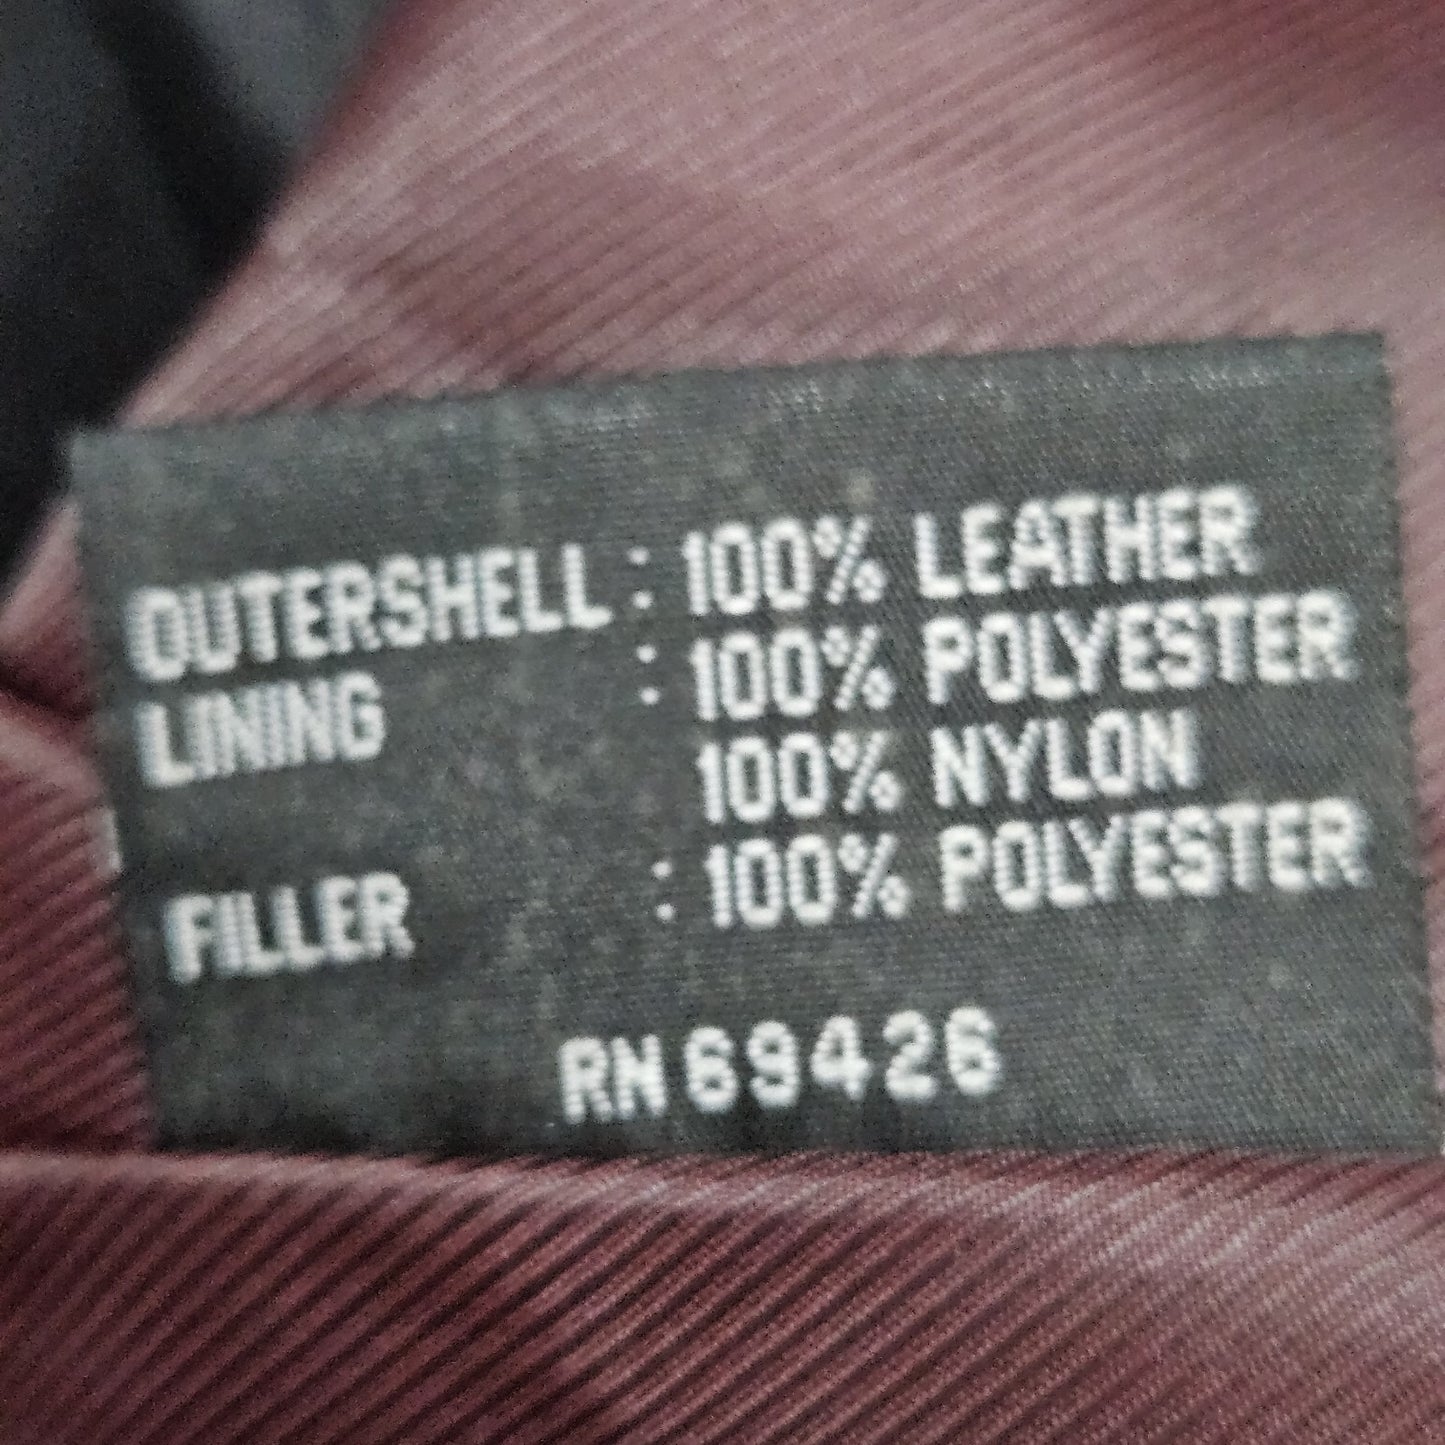 OUTERSHELL : 100% LEATHER
LINING : 100% POLYESTER
100% NYLON
FILLER : 100% POLYESTER
RN 69426